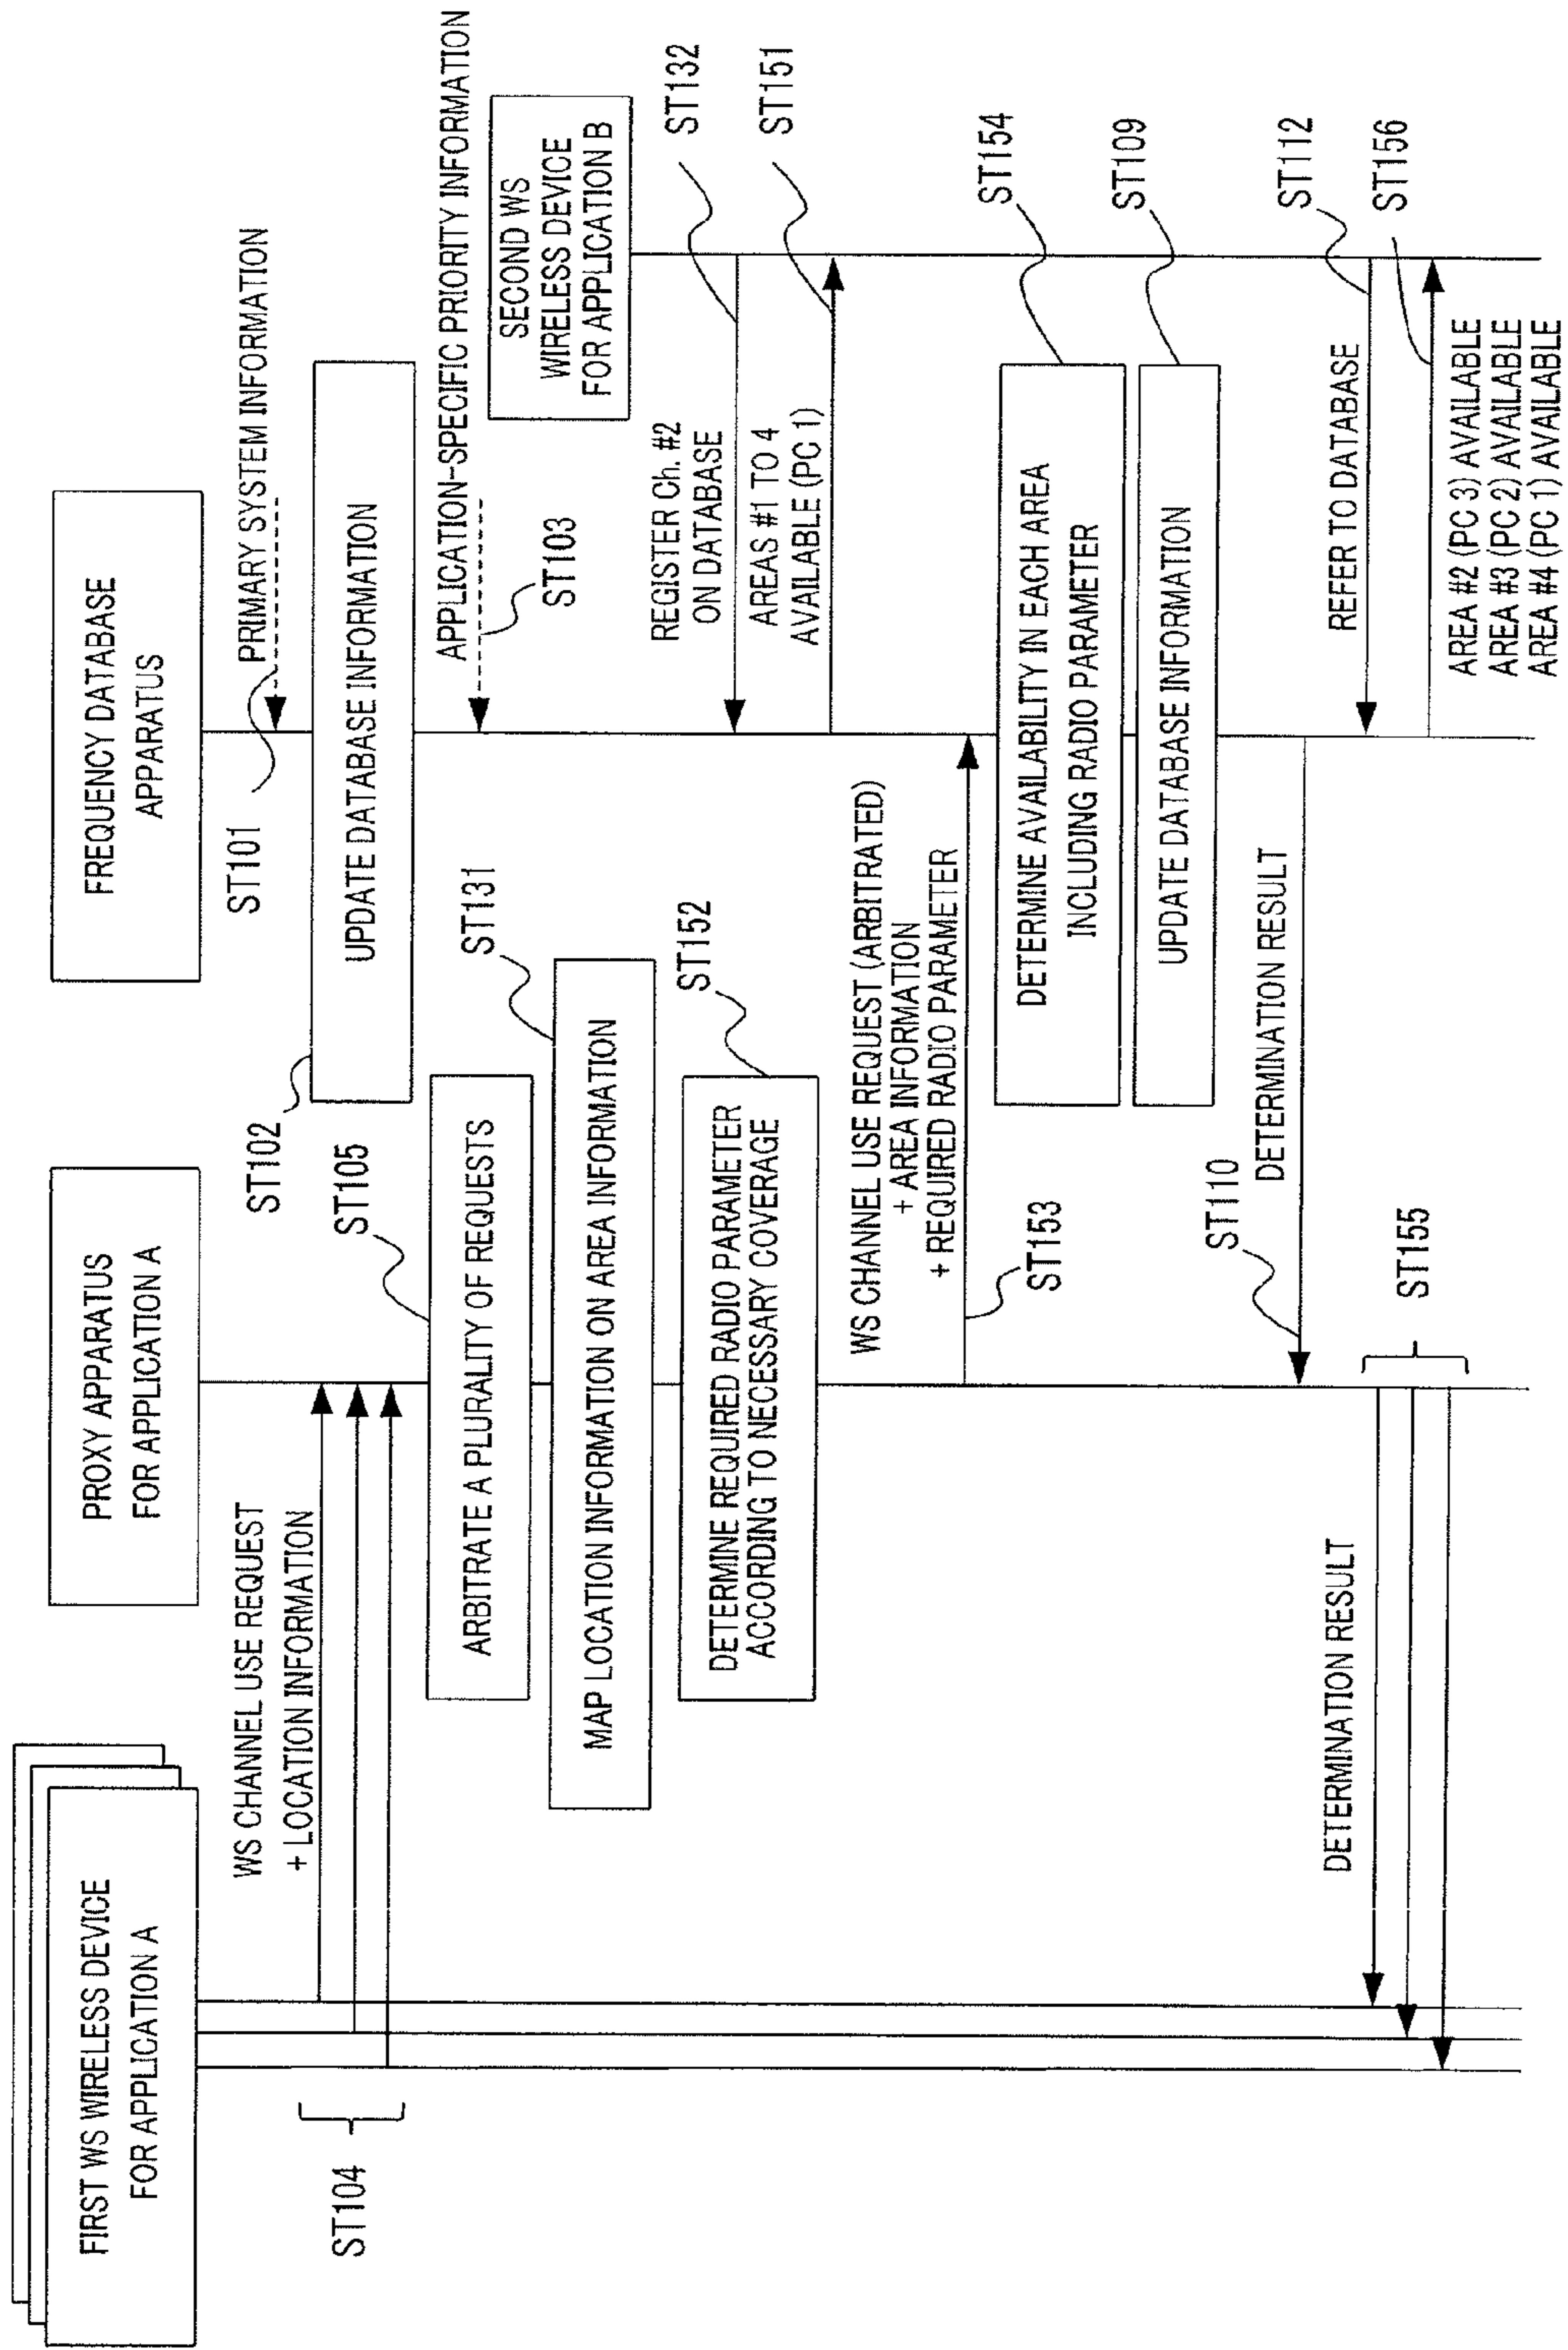 FIRST WS WIRELESS DEVICE
FOR APPLICATION A
PROXY APPARATUS
FOR APPLICATION A
FREQUENCY DATABASE
APPARATUS
ST101
PRIMARY SYSTEM INFORMATION
ST102
UPDATE DATABASE INFORMATION
WS CHANNEL USE REQUEST
+ LOCATION INFORMATION
ST104
ST105
ARBITRATE A PLURALITY OF REQUESTS
APPLICATION-SPECIFIC PRIORITY INFORMATION
ST103
SECOND WS
WIRELESS DEVICE
FOR APPLICATION B
ST131
MAP LOCATION INFORMATION ON AREA INFORMATION
REGISTER Ch. #2
ON DATABASE
ST132
ST152
DETERMINE REQUIRED RADIO PARAMETER
ACCORDING TO NECESSARY COVERAGE
AREAS #1 TO 4
AVAILABLE (PC 1)
ST151
WS CHANNEL USE REQUEST (ARBITRATED)
+ AREA INFORMATION
+ REQUIRED RADIO PARAMETER
ST153
DETERMINE AVAILABILITY IN EACH AREA
INCLUDING RADIO PARAMETER
ST154
UPDATE DATABASE INFORMATION
ST109
ST110
DETERMINATION RESULT
REFER TO DATABASE
ST112
DETERMINATION RESULT
ST155
ST156
AREA #2 (PC 3) AVAILABLE
AREA #3 (PC 2) AVAILABLE
AREA #4 (PC 1) AVAILABLE